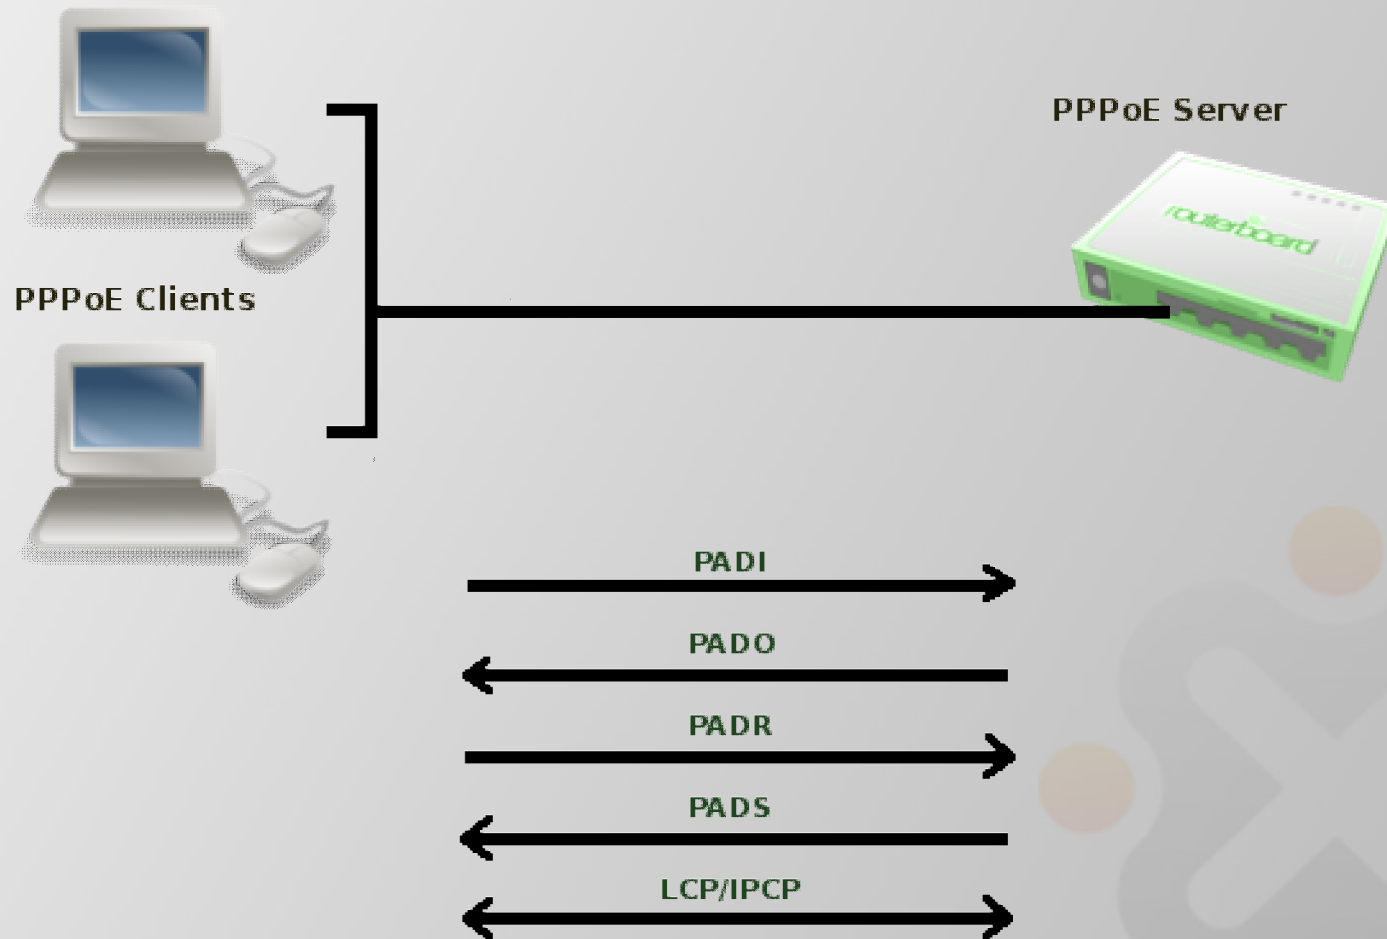 PPPoE Server
routerboard
PPPoE Clients
PADI
PADO
PADR
PADS
LCP/IPCP